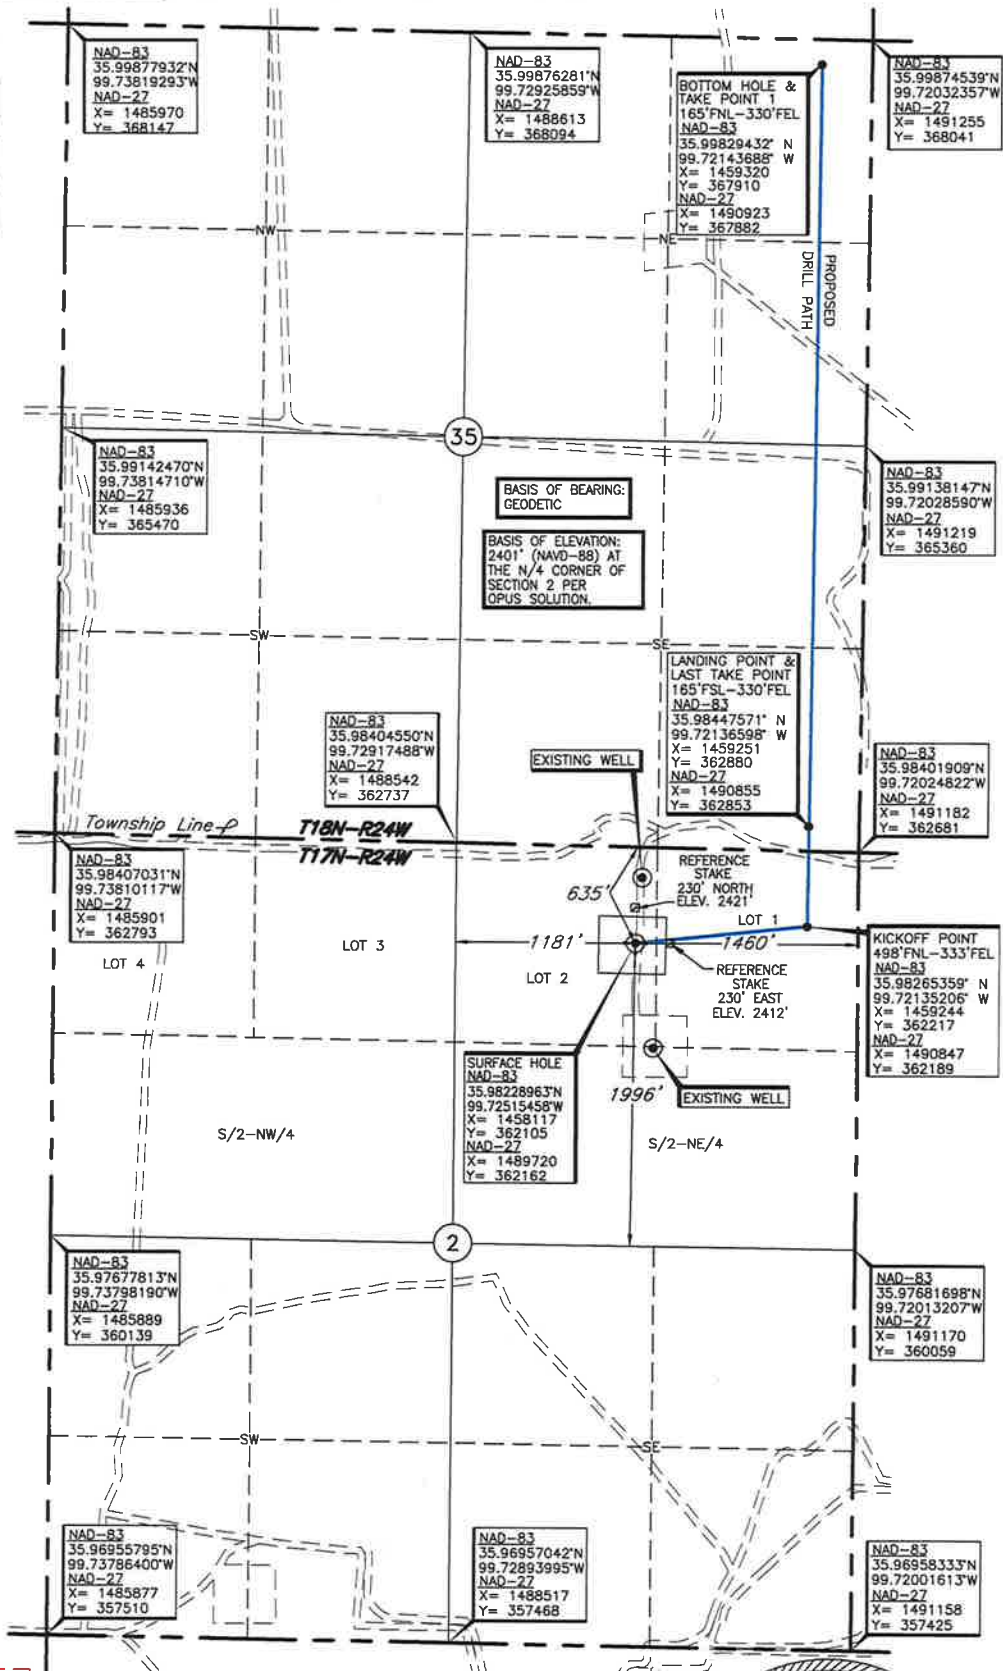 NAD-83
35.99877932°N
99.73819293°W
NAD-27
X= 1485970
Y= 368147
NAD-83
35.99876281°N
99.72925859°W
NAD-27
X= 1488613
Y= 368094
BOTTOM HOLE &
TAKE POINT 1
165'FNL-330'FEL
NAD-83
35.99829432° N
99.72143688° W
X= 1459320
Y= 367910
NAD-27
X= 1490923
Y= 367882
NAD-83
35.99874539°N
99.72032357°W
NAD-27
X= 1491255
Y= 368041
NW
NE
PROPOSED
DRILL PATH
35
NAD-83
35.99142470°N
99.73814710°W
NAD-27
X= 1485936
Y= 365470
BASIS OF BEARING:
GEODETIC
BASIS OF ELEVATION:
2401' (NAVD-88) AT
THE N/4 CORNER OF
SECTION 2 PER
OPUS SOLUTION.
NAD-83
35.99138147°N
99.72028590°W
NAD-27
X= 1491219
Y= 365360
SW
SE
LANDING POINT &
LAST TAKE POINT
165'FSL-330'FEL
NAD-83
35.98447571° N
99.72136598° W
X= 1459251
Y= 362880
NAD-27
X= 1490855
Y= 362853
NAD-83
35.98404550°N
99.72917488°W
NAD-27
X= 1488542
Y= 362737
EXISTING WELL
NAD-83
35.98401909°N
99.72024822°W
NAD-27
X= 1491182
Y= 362681
Township Line
T18N-R24W
T17N-R24W
NAD-83
35.98407031°N
99.73810117°W
NAD-27
X= 1485901
Y= 362793
REFERENCE
STAKE
230' NORTH
ELEV. 2421'
635'
LOT 1
LOT 3
1181'
1460'
LOT 4
LOT 2
REFERENCE
STAKE
230' EAST
ELEV. 2412'
KICKOFF POINT
498'FNL-333'FEL
NAD-83
35.98265359° N
99.72135206° W
X= 1459244
Y= 362217
NAD-27
X= 1490847
Y= 362189
SURFACE HOLE
NAD-83
35.98228963°N
99.72515458°W
X= 1458117
Y= 362105
NAD-27
X= 1489720
Y= 362162
1996'
EXISTING WELL
S/2-NW/4
S/2-NE/4
2
NAD-83
35.97677813°N
99.73798190°W
NAD-27
X= 1485889
Y= 360139
NAD-83
35.97681698°N
99.72013207°W
NAD-27
X= 1491170
Y= 360059
SW
SE
NAD-83
35.96955795°N
99.73786400°W
NAD-27
X= 1485877
Y= 357510
NAD-83
35.96957042°N
99.72893995°W
NAD-27
X= 1488517
Y= 357468
NAD-83
35.96958333°N
99.72001613°W
NAD-27
X= 1491158
Y= 357425